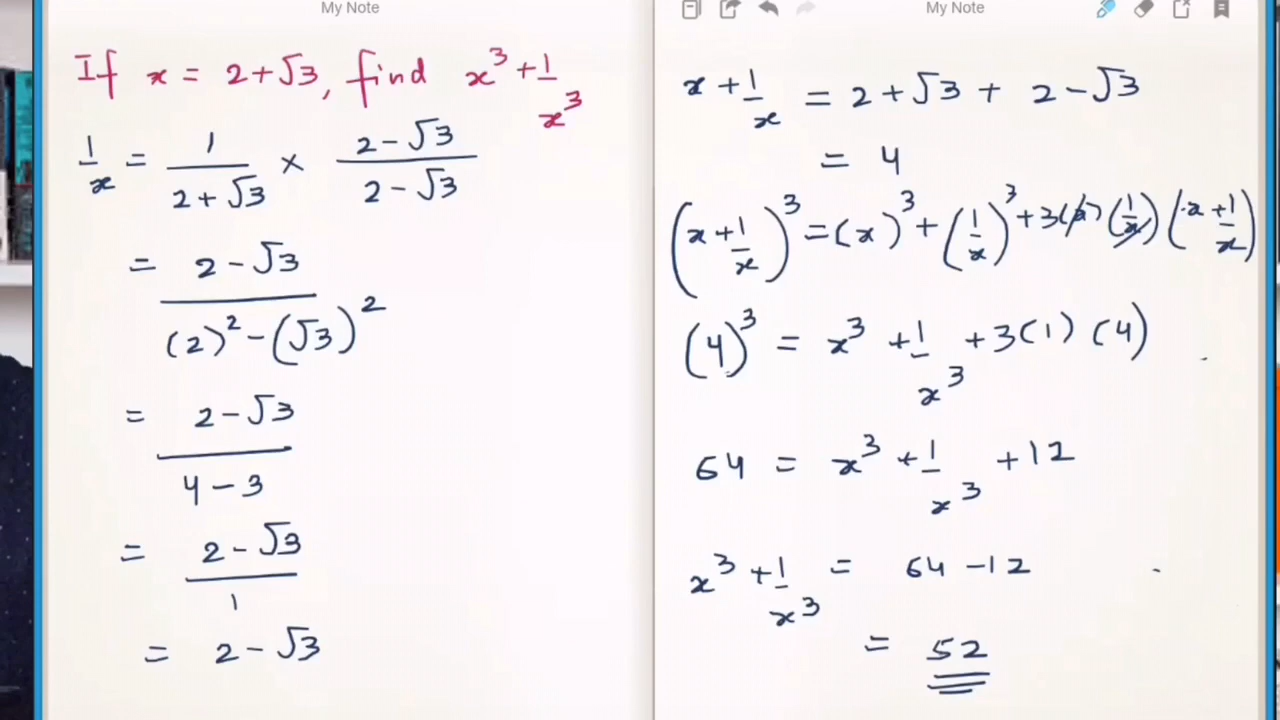 My Note
If x = 2+√3, find x³ + 1/x³
1/x = 1/(2+√3) × (2-√3)/(2-√3)
= (2-√3)/((2)² - (√3)²)
= (2-√3)/(4-3)
= (2-√3)/1
= 2-√3
My Note
x + 1/x = 2+√3 + 2-√3
= 4
(x + 1/x)³ = (x)³ + (1/x)³ + 3(x)(1/x)(x + 1/x)
(4)³ = x³ + 1/x³ + 3(1)(4)
64 = x³ + 1/x³ + 12
x³ + 1/x³ = 64-12
= 52